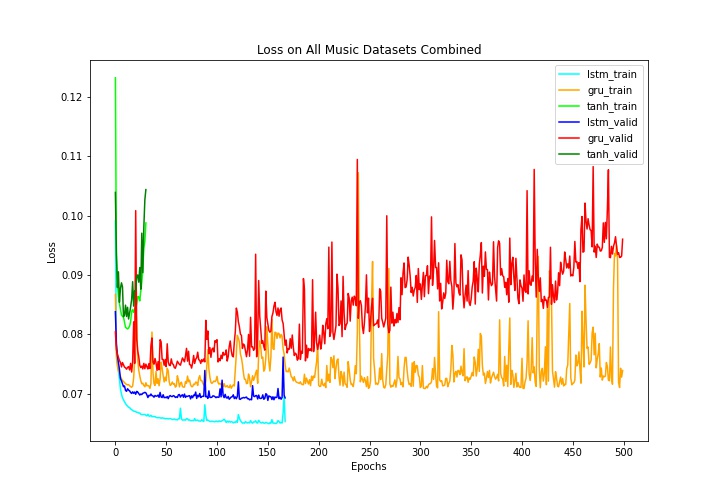 Loss on All Music Datasets Combined
lstm_train
gru_train
tanh_train
lstm_valid
gru_valid
tanh_valid
0.12
0.11
0.10
0.09
0.08
0.07
Loss
0 50 100 150 200 250 300 350 400 450 500
Epochs